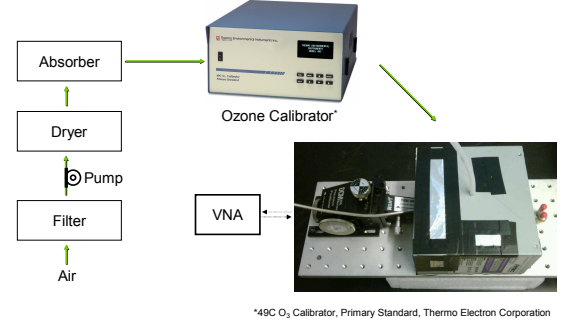 Absorber
Dryer
Pump
Filter
Air
Ozone Calibrator*
VNA
*49C O3 Calibrator, Primary Standard, Thermo Electron Corporation